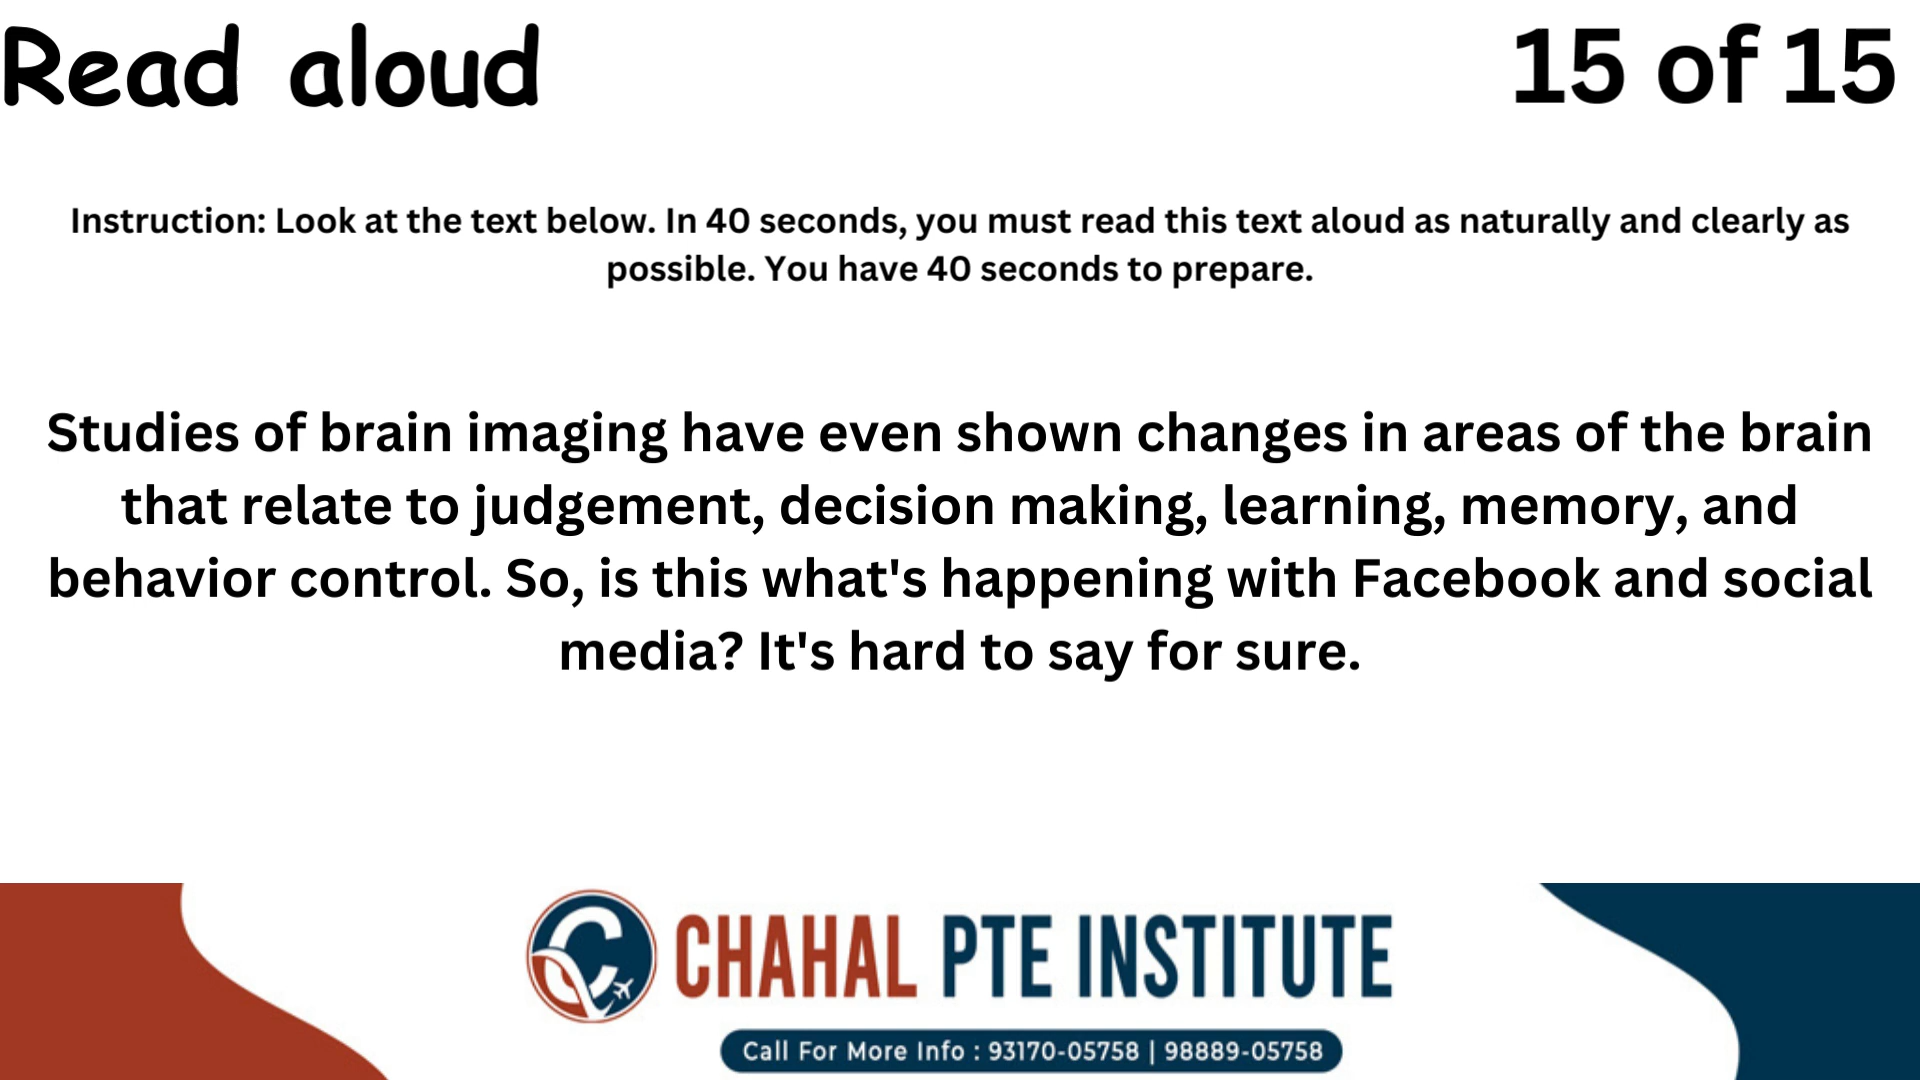 Read aloud
15 of 15
Instruction: Look at the text below. In 40 seconds, you must read this text aloud as naturally and clearly as
possible. You have 40 seconds to prepare.
Studies of brain imaging have even shown changes in areas of the brain
that relate to judgement, decision making, learning, memory, and
behavior control. So, is this what's happening with Facebook and social
media? It's hard to say for sure.
CHAHAL PTE INSTITUTE
Call For More Info : 93170-05758 | 98889-05758